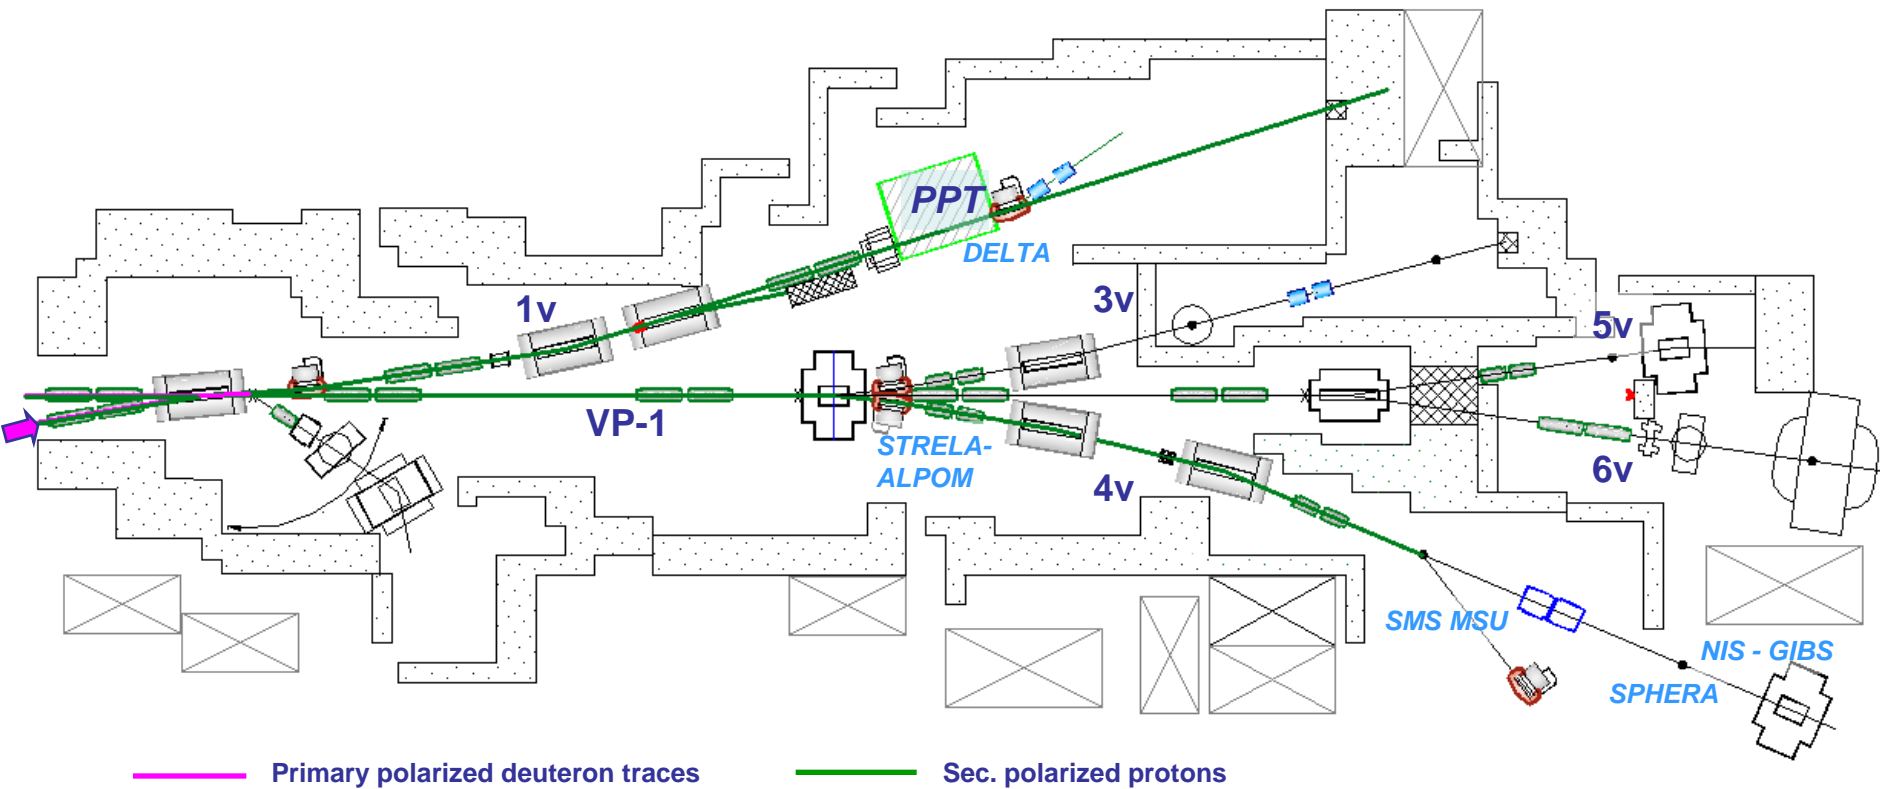 PPT
DELTA
1v
3v
5v
VP-1
STRELA-
ALPOM
4v
6v
SMS MSU
NIS - GIBS
SPHERA
Primary polarized deuteron traces
Sec. polarized protons